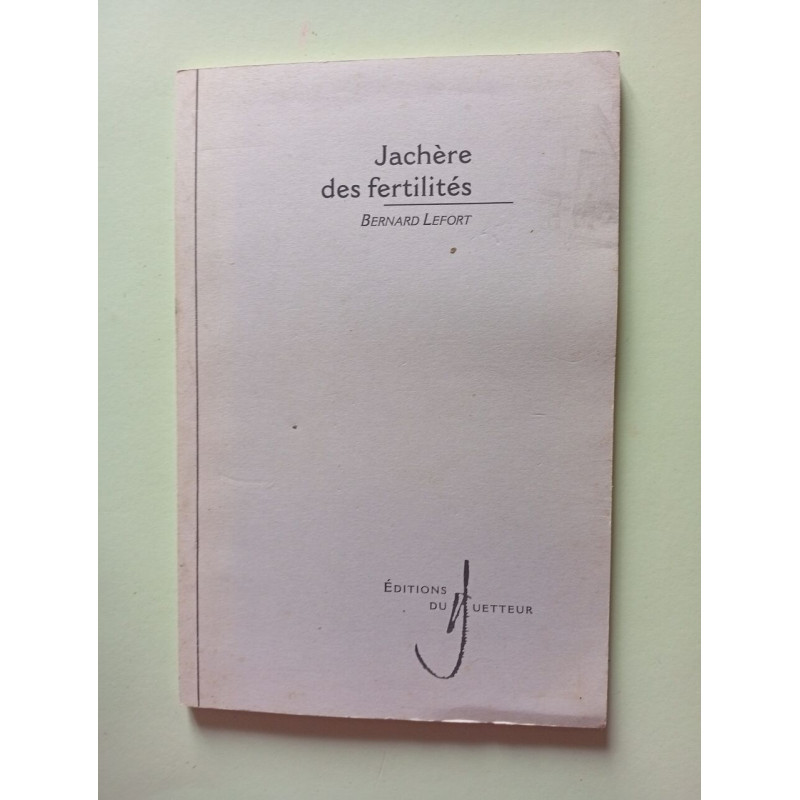 Jachère
des fertilités
BERNARD LEFORT
ÉDITIONS
DU GUETTEUR